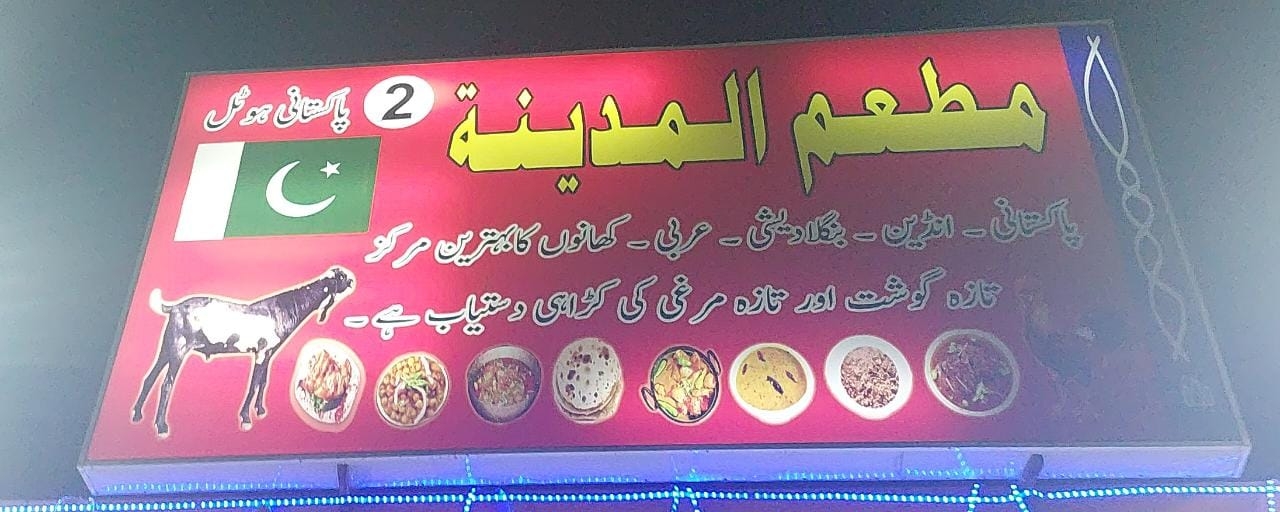 مطعم المدينة
2 پاکستانی ہوٹل
پاکستانی ۔ انڈین ۔ بنگلادیشی ۔ عربی ۔ کھانوں کا بہترین مرکز
تازہ گوشت اور تازہ مرغی کی کڑاہی دستیاب ہے ۔